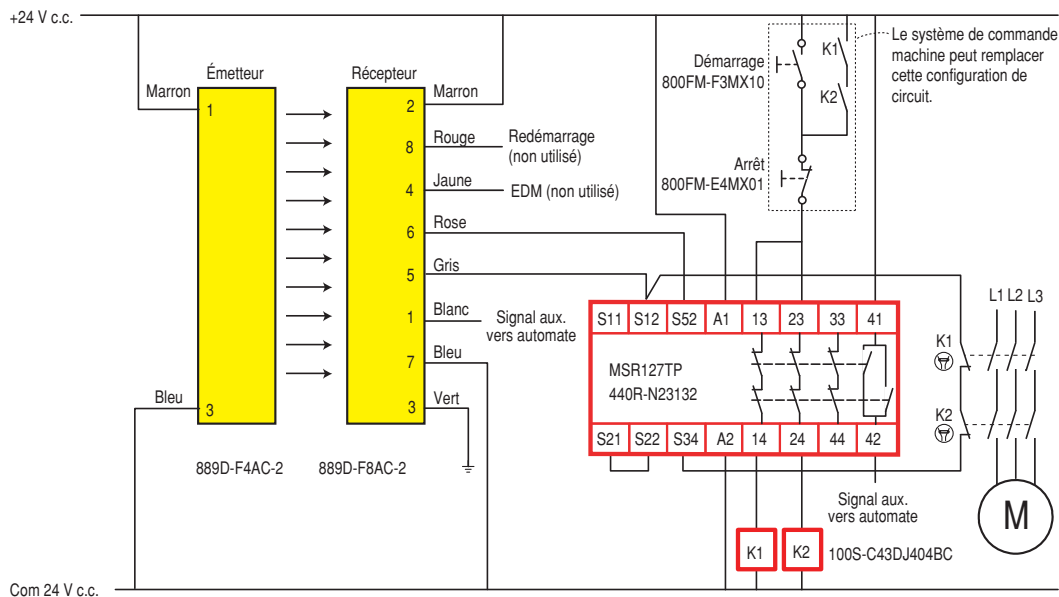 +24 V c.c.
Émetteur
Récepteur
Marron
1
2
Marron
8
Rouge
Redémarrage
(non utilisé)
4
Jaune
EDM (non utilisé)
6
Rose
5
Gris
1
Blanc
Signal aux.
vers automate
7
Bleu
Bleu
3
3
Vert
889D-F4AC-2
889D-F8AC-2
Démarrage
800FM-F3MX10
K1
K2
Le système de commande
machine peut remplacer
cette configuration de
circuit.
Arrêt
800FM-E4MX01
S11 S12 S52 A1 13 23 33 41
MSR127TP
440R-N23132
S21 S22 S34 A2 14 24 44 42
L1 L2 L3
K1
K2
M
Signal aux.
vers automate
K1
K2
100S-C43DJ404BC
Com 24 V c.c.